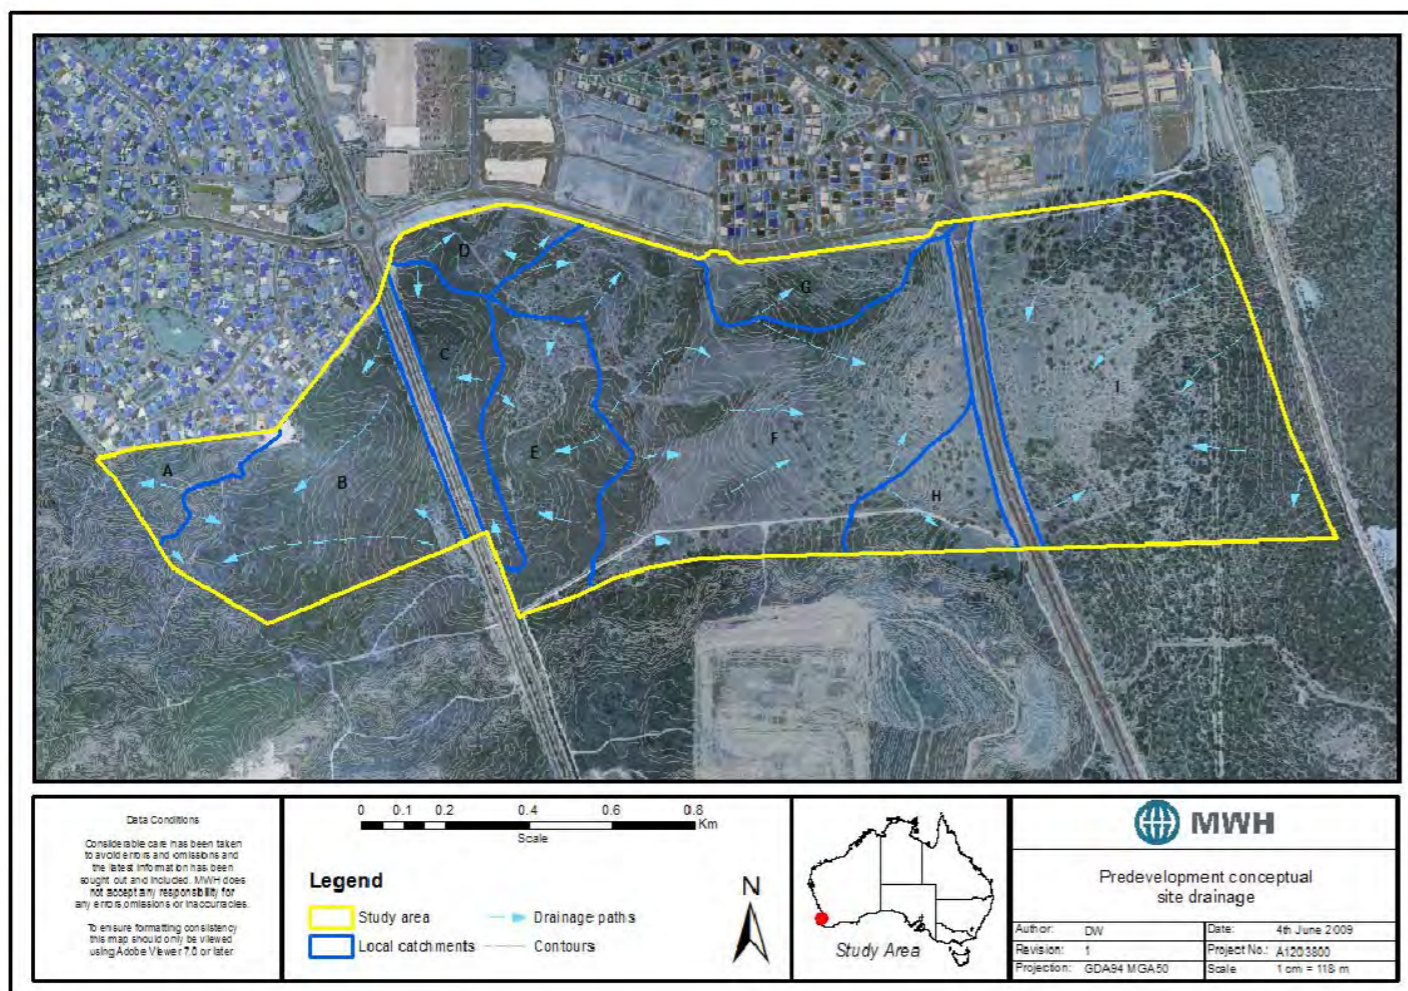 D
G
C
I
A
B
E
F
H
Data Conditions
Considerable care has been taken
to avoid errors and omissions and
the latest information has been
sought out and included. MWH does
not accept any responsibility for
any errors, omissions or inaccuracies.
To ensure formatting consistency
this map should only be viewed
using Adobe Viewer 7.0 or later
0 0.1 0.2 0.4 0.6 0.8
Km
Scale
Legend
Study area
Drainage paths
Local catchments
Contours
N
Study Area
MWH
Predevelopment conceptual
site drainage
Author: DW Date: 4th June 2009
Revision: 1 Project No.: A1203800
Projection: GDA94 MGA50 Scale 1 cm = 118 m